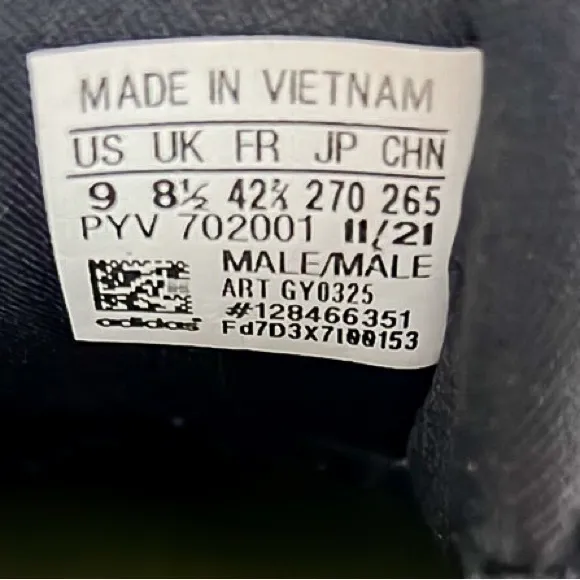 MADE IN VIETNAM
US UK FR JP CHN
9 8½ 42⅔ 270 265
PYV 702001 11/21
MALE/MALE
ART GY0325
#128466351
adidas Fd7D3X7100153